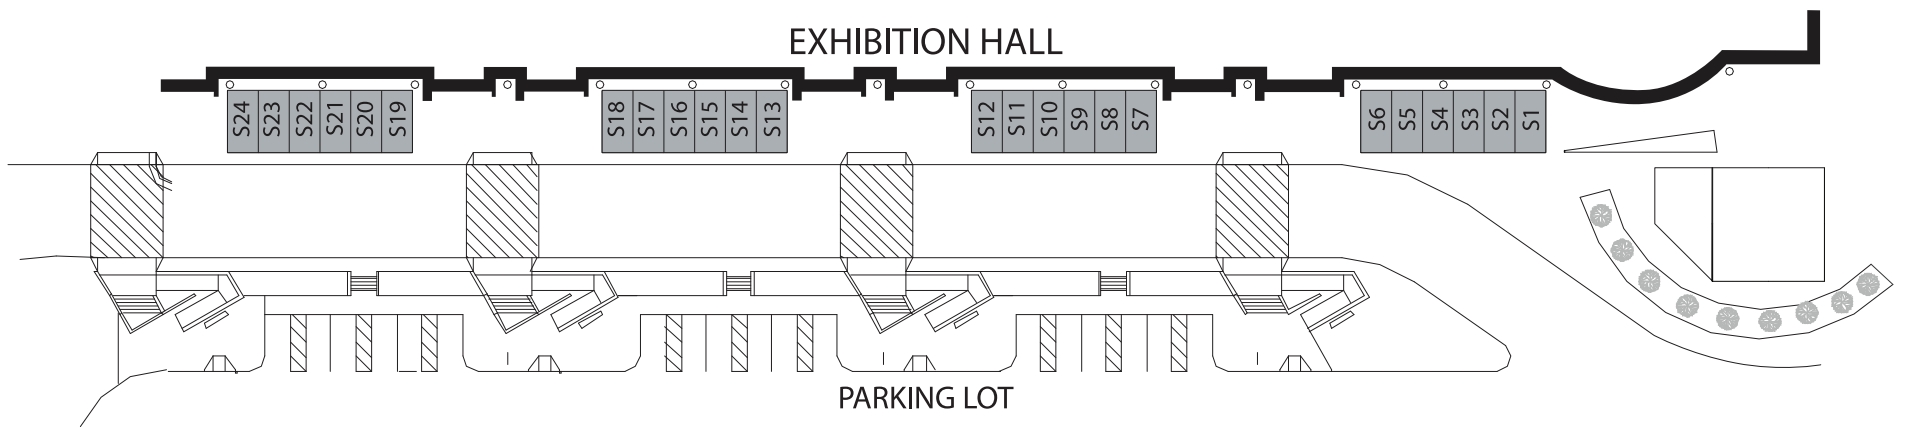 EXHIBITION HALL
S24 S23 S22 S21 S20 S19 S18 S17 S16 S15 S14 S13 S12 S11 S10 S9 S8 S7 S6 S5 S4 S3 S2 S1
PARKING LOT